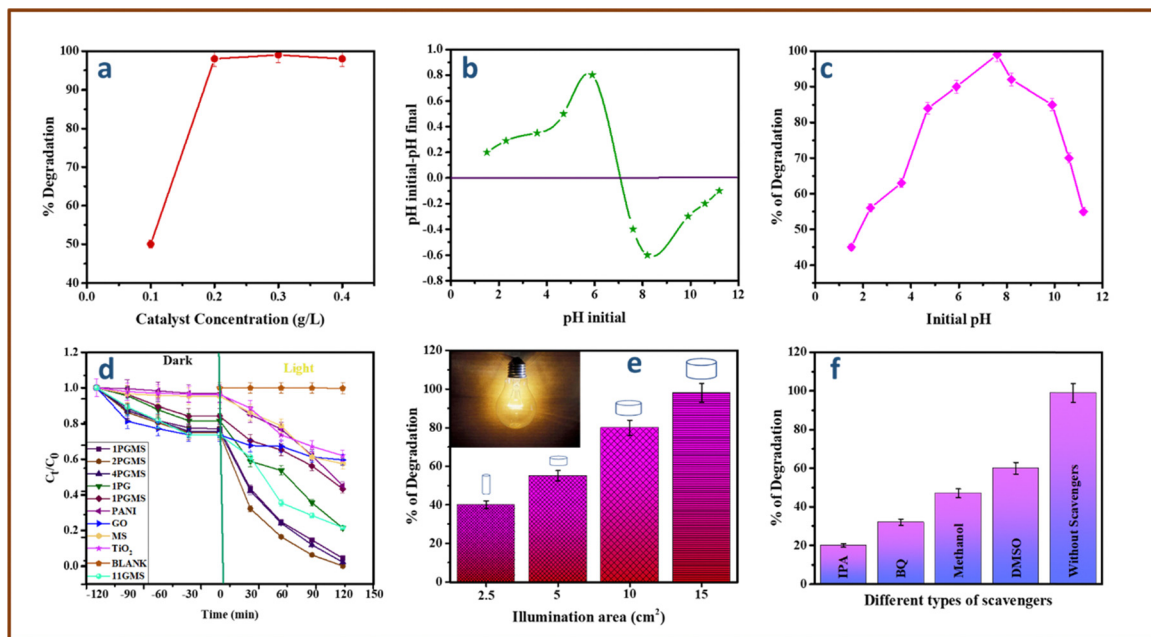 a
100
90
80
70
60
50
40
0.0 0.1 0.2 0.3 0.4
% Degradation
Catalyst Concentration (g/L)
b
1.0
0.8
0.6
0.4
0.2
0.0
-0.2
-0.4
-0.6
-0.8
0 2 4 6 8 10 12
pH initial-pH final
pH initial
c
100
90
80
70
60
50
40
0 2 4 6 8 10 12
% of Degradation
Initial pH
d
Dark
Light
1.2
1.0
0.8
0.6
0.4
0.2
0.0
-120 -90 -60 -30 0 30 60 90 120 150
Ct/C0
Time (min)
1PGMS
2PGMS
4PGMS
1PG
1PGMS
PANI
GO
MS
TiO2
BLANK
11GMS
e
120
100
80
60
40
20
0
2.5 5 10 15
% of Degradation
Illumination area (cm²)
f
120
100
80
60
40
20
0
IPA
BQ
Methanol
DMSO
Without Scavengers
% of Degradation
Different types of scavengers